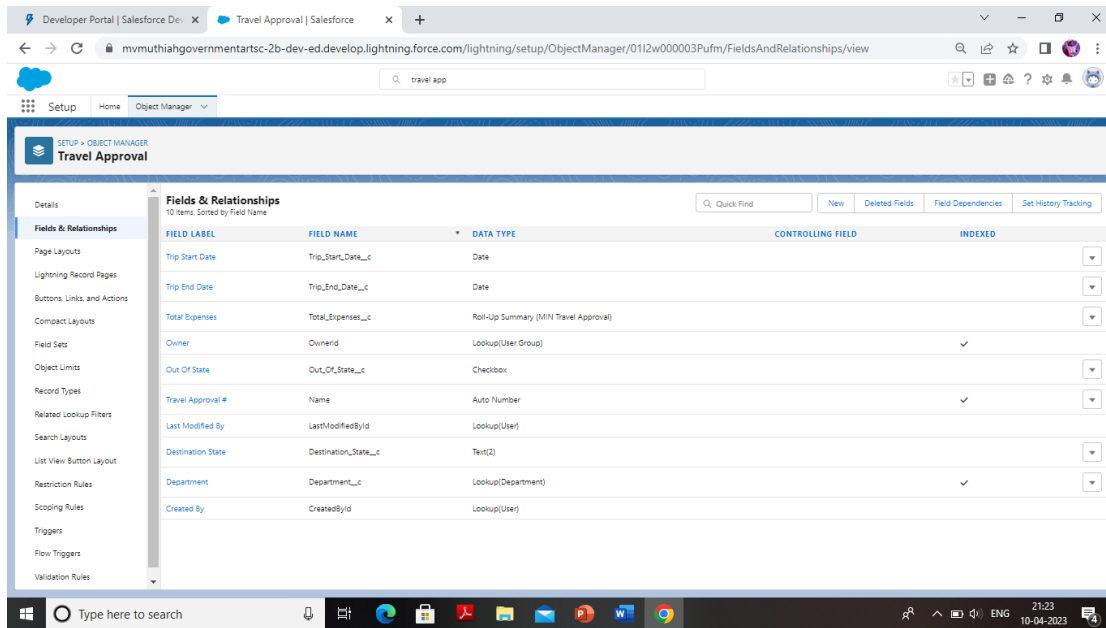 Developer Portal | Salesforce De
Travel Approval | Salesforce
mvmuthiahgovernmentartsc-2b-dev-ed.develop.lightning.force.com/lightning/setup/ObjectManager/01I2w000003Pufm/FieldsAndRelationships/view
travel app
Setup Home Object Manager
SETUP > OBJECT MANAGER
Travel Approval
Details
Fields & Relationships
Page Layouts
Lightning Record Pages
Buttons, Links, and Actions
Compact Layouts
Field Sets
Object Limits
Record Types
Related Lookup Filters
Search Layouts
List View Button Layout
Restriction Rules
Scoping Rules
Triggers
Flow Triggers
Validation Rules
Fields & Relationships
10 Items, Sorted by Field Name
Quick Find New Deleted Fields Field Dependencies Set History Tracking
FIELD LABEL FIELD NAME DATA TYPE CONTROLLING FIELD INDEXED
Trip Start Date Trip_Start_Date__c Date
Trip End Date Trip_End_Date__c Date
Total Expenses Total_Expenses__c Roll-Up Summary (MIN Travel Approval)
Owner OwnerId Lookup(User,Group)
Out Of State Out_Of_State__c Checkbox
Travel Approval # Name Auto Number
Last Modified By LastModifiedById Lookup(User)
Destination State Destination_State__c Text(2)
Department Department__c Lookup(Department)
Created By CreatedById Lookup(User)
Type here to search
ENG
21:23
10-04-2023
4